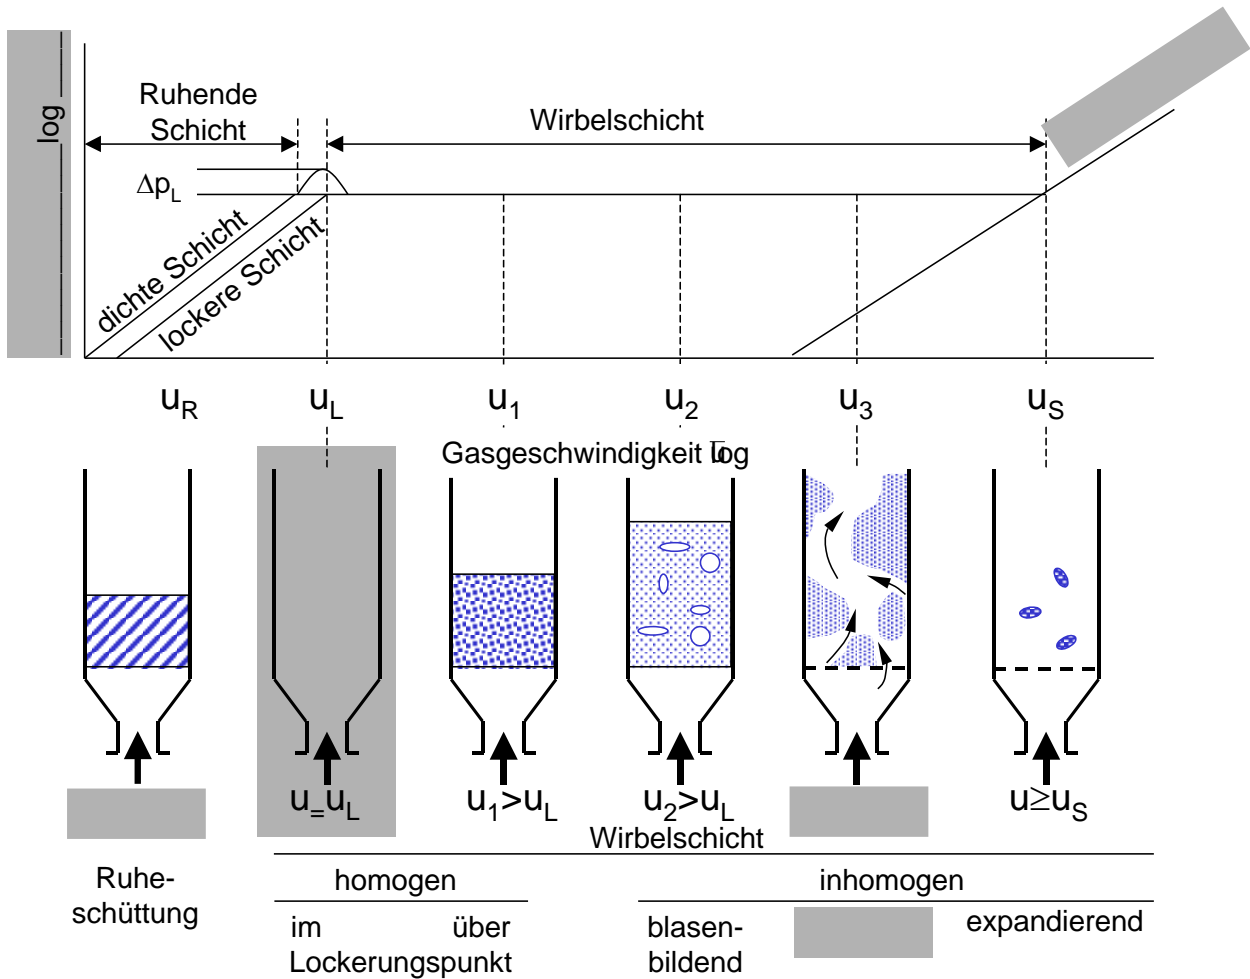 log
Ruhende
Schicht
Wirbelschicht
Δp_L
dichte Schicht
lockere Schicht
u_R
u_L
u_1
u_2
u_3
u_S
Gasgeschwindigkeit log
u=u_L
u_1>u_L
u_2>u_L
u≥u_S
Wirbelschicht
Ruhe-
schüttung
homogen
inhomogen
im über
Lockerungspunkt
blasen-
bildend
expandierend